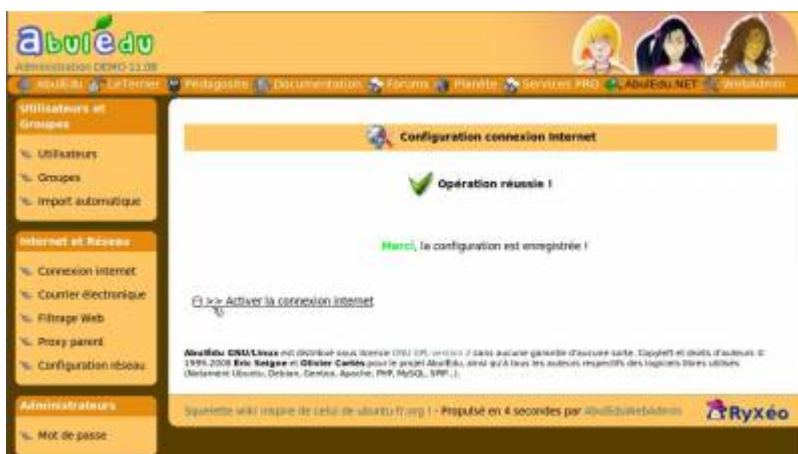 abulÉdu
Administration DEMO 11.08
AbulEdu LeTerrier Pédagosite Documentation Forums Planète Services PRO AbulEdu.NET WebAdmin
Utilisateurs et Groupes
Utilisateurs
Groupes
Import automatique
Internet et Réseau
Connexion internet
Courrier électronique
Filtrage Web
Proxy parent
Configuration réseau
Administrateurs
Mot de passe
Configuration connexion Internet
Opération réussie !
Merci, la configuration est enregistrée !
>> Activer la connexion internet
AbulÉdu GNU/Linux est distribué sous licence GNU GPL version 2 sans aucune garantie d'aucune sorte. Copyleft et droits d'auteurs ©
1999-2008 Eric Seigne et Olivier Cortès pour le projet AbulEdu, ainsi qu'à tous les auteurs respectifs des logiciels libres utilisés
(Notament Ubuntu, Debian, Gentoo, Apache, PHP, MySQL, SPIP...).
Squelette wiki inspiré de celui de ubuntu-fr.org ! - Propulsé en 4 secondes par AbulEduWebAdmin
RyXéo